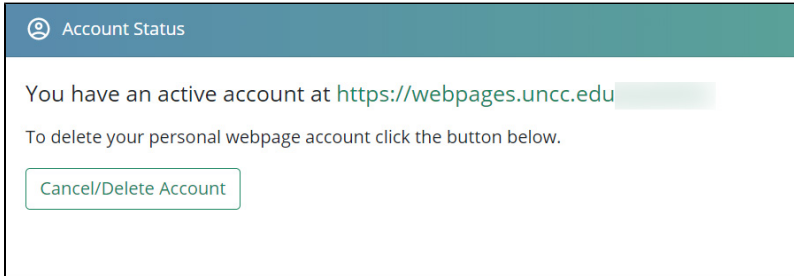 Account Status
You have an active account at https://webpages.uncc.edu
To delete your personal webpage account click the button below.
Cancel/Delete Account